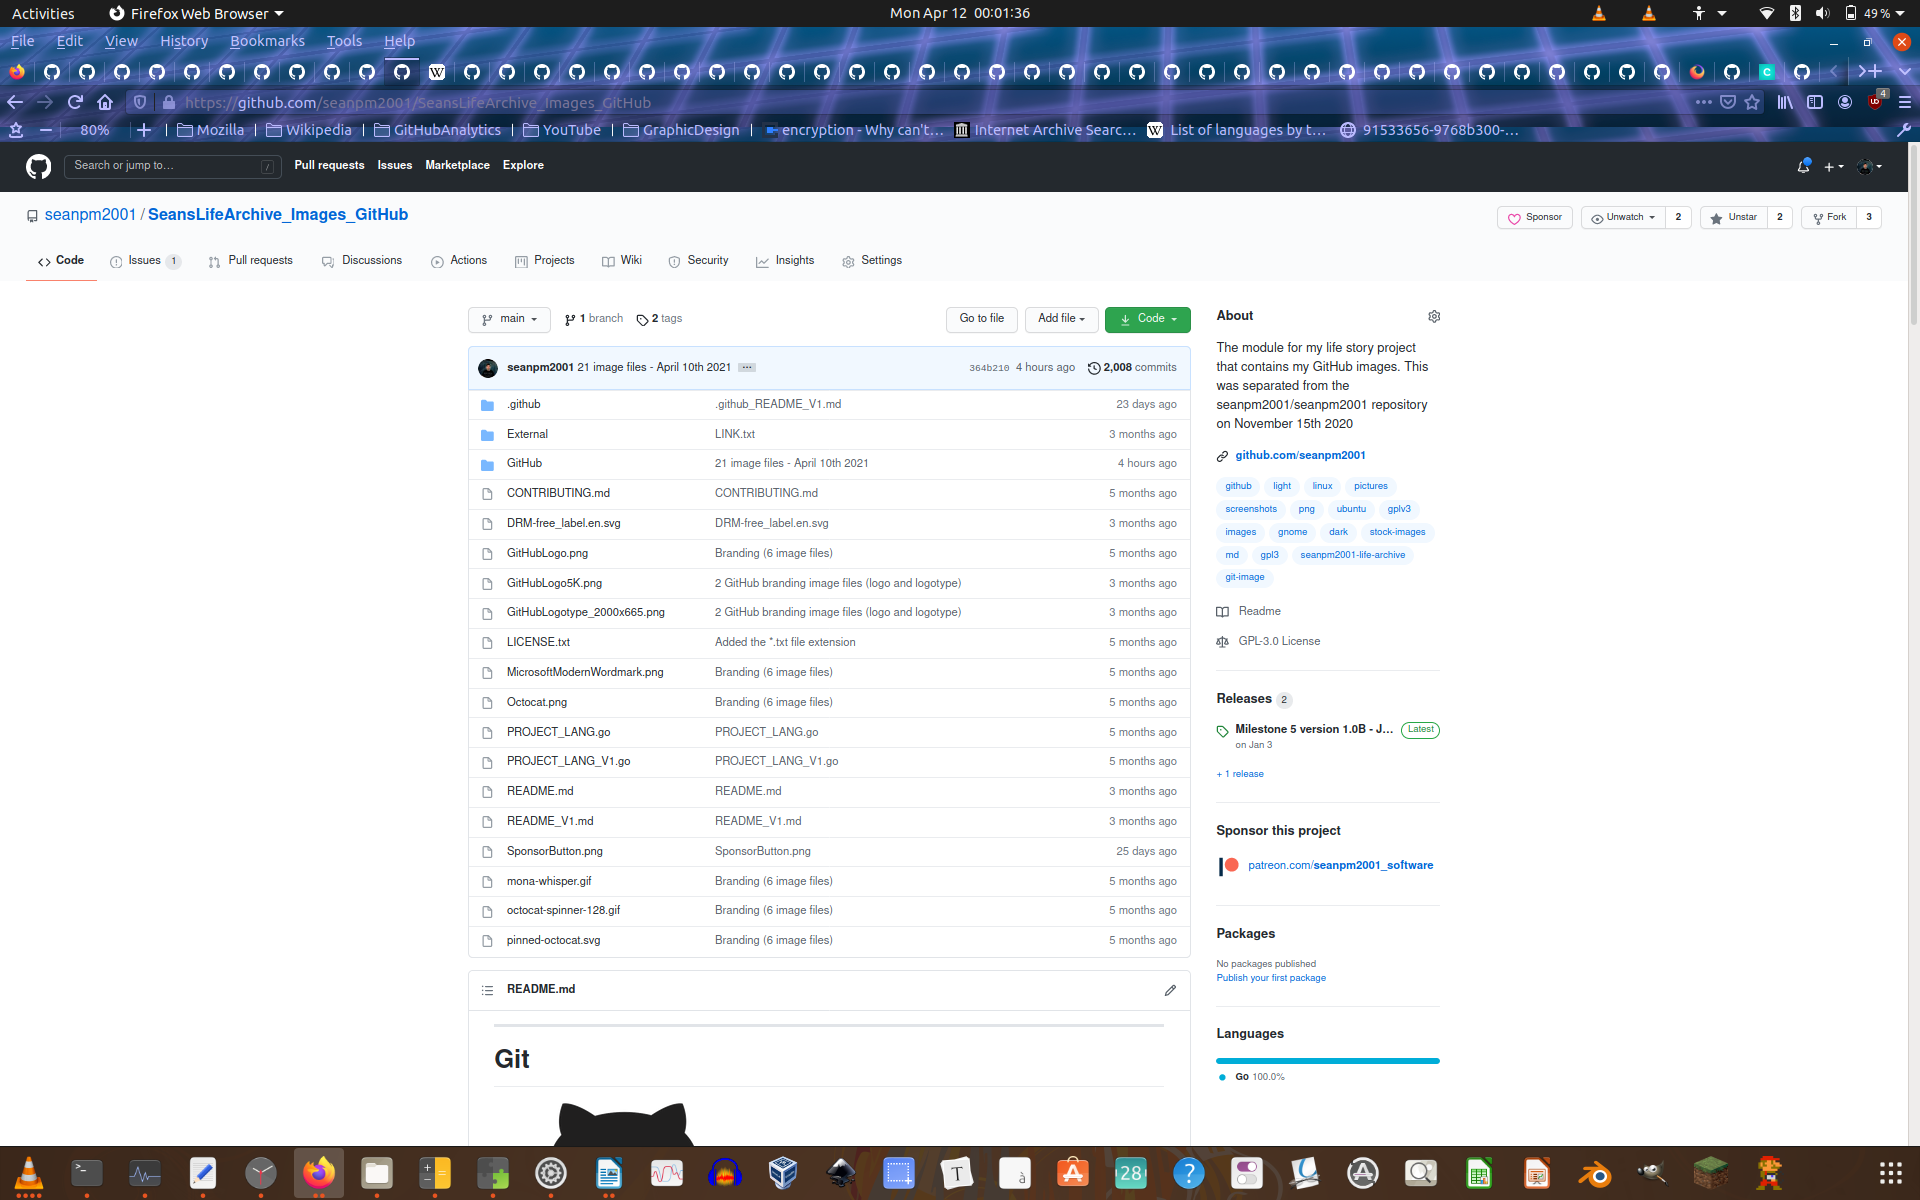 Activities
Firefox Web Browser
Mon Apr 12 00:01:36
49 %
File Edit View History Bookmarks Tools Help
https://github.com/seanpm2001/SeansLifeArchive_Images_GitHub
4
80%
Mozilla
Wikipedia
GitHubAnalytics
YouTube
GraphicDesign
encryption - Why can't…
Internet Archive Searc…
List of languages by t…
91533656-9768b300-…
Search or jump to…
/
Pull requests Issues Marketplace Explore
seanpm2001 / SeansLifeArchive_Images_GitHub
Sponsor
Unwatch 2
Unstar 2
Fork 3
Code
Issues 1
Pull requests
Discussions
Actions
Projects
Wiki
Security
Insights
Settings
main
1 branch
2 tags
Go to file
Add file
Code
seanpm2001 21 image files - April 10th 2021 ...
364b210 4 hours ago
2,008 commits
.github .github_README_V1.md 23 days ago
External LINK.txt 3 months ago
GitHub 21 image files - April 10th 2021 4 hours ago
CONTRIBUTING.md CONTRIBUTING.md 5 months ago
DRM-free_label.en.svg DRM-free_label.en.svg 3 months ago
GitHubLogo.png Branding (6 image files) 5 months ago
GitHubLogo5K.png 2 GitHub branding image files (logo and logotype) 3 months ago
GitHubLogotype_2000x665.png 2 GitHub branding image files (logo and logotype) 3 months ago
LICENSE.txt Added the *.txt file extension 5 months ago
MicrosoftModernWordmark.png Branding (6 image files) 5 months ago
Octocat.png Branding (6 image files) 5 months ago
PROJECT_LANG.go PROJECT_LANG.go 5 months ago
PROJECT_LANG_V1.go PROJECT_LANG_V1.go 5 months ago
README.md README.md 3 months ago
README_V1.md README_V1.md 3 months ago
SponsorButton.png SponsorButton.png 25 days ago
mona-whisper.gif Branding (6 image files) 5 months ago
octocat-spinner-128.gif Branding (6 image files) 5 months ago
pinned-octocat.svg Branding (6 image files) 5 months ago
README.md
Git
About
The module for my life story project
that contains my GitHub images. This
was separated from the
seanpm2001/seanpm2001 repository
on November 15th 2020
github.com/seanpm2001
github light linux pictures
screenshots png ubuntu gplv3
images gnome dark stock-images
md gpl3 seanpm2001-life-archive
git-image
Readme
GPL-3.0 License
Releases 2
Milestone 5 version 1.0B - J… Latest
on Jan 3
+ 1 release
Sponsor this project
patreon.com/seanpm2001_software
Packages
No packages published
Publish your first package
Languages
Go 100.0%
T
à
128
?